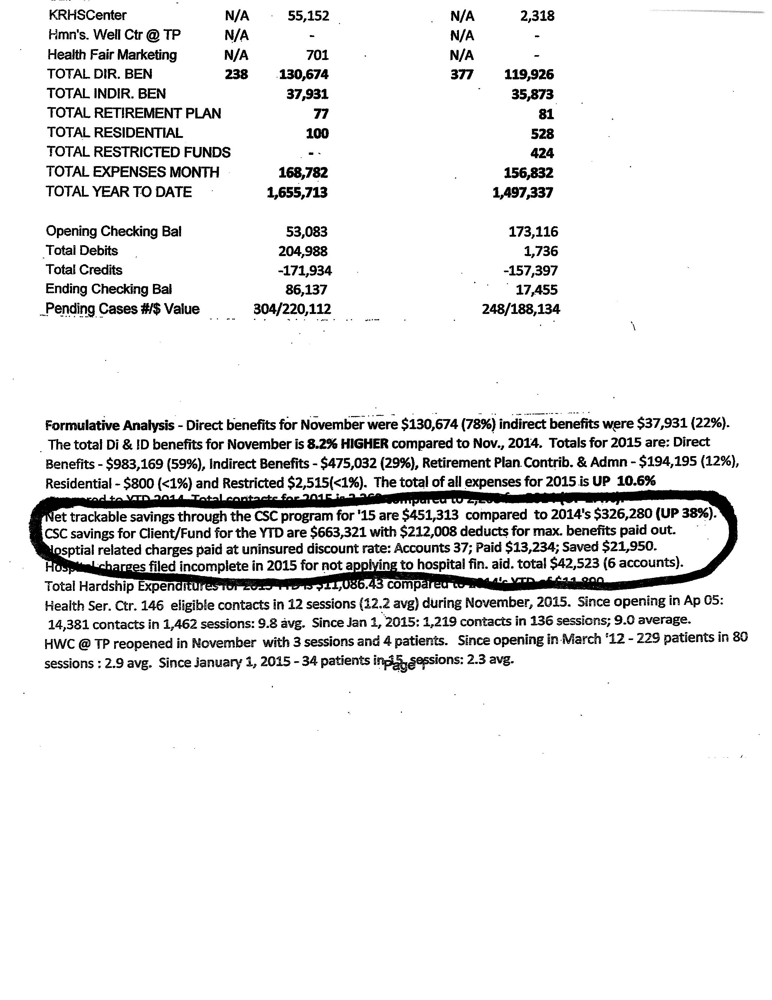 KRHSCenter N/A 55,152 N/A 2,318
Hmn's. Well Ctr @ TP N/A - N/A -
Health Fair Marketing N/A 701 N/A -
TOTAL DIR. BEN 238 130,674 377 119,926
TOTAL INDIR. BEN 37,931 35,873
TOTAL RETIREMENT PLAN 77 81
TOTAL RESIDENTIAL 100 528
TOTAL RESTRICTED FUNDS - 424
TOTAL EXPENSES MONTH 168,782 156,832
TOTAL YEAR TO DATE 1,655,713 1,497,337
Opening Checking Bal 53,083 173,116
Total Debits 204,988 1,736
Total Credits -171,934 -157,397
Ending Checking Bal 86,137 17,455
Pending Cases #/$ Value 304/220,112 248/188,134
Formulative Analysis - Direct benefits for November were $130,674 (78%) indirect benefits were $37,931 (22%).
The total Di & ID benefits for November is 8.2% HIGHER compared to Nov., 2014. Totals for 2015 are: Direct
Benefits - $983,169 (59%), Indirect Benefits - $475,032 (29%), Retirement Plan Contrib. & Admn - $194,195 (12%),
Residential - $800 (<1%) and Restricted $2,515(<1%). The total of all expenses for 2015 is UP 10.6%
to YTD 2014. Total contacts for 2015 is compared to
Net trackable savings through the CSC program for '15 are $451,313 compared to 2014's $326,280 (UP 38%).
CSC savings for Client/Fund for the YTD are $663,321 with $212,008 deducts for max. benefits paid out.
Hosptial related charges paid at uninsured discount rate: Accounts 37; Paid $13,234; Saved $21,950.
Hospital charges filed incomplete in 2015 for not applying to hospital fin. aid. total $42,523 (6 accounts).
Total Hardship Expenditures for 2015 YTD is $11,086.43 compared to 2014's YTD of
Health Ser. Ctr. 146 eligible contacts in 12 sessions (12.2 avg) during November, 2015. Since opening in Ap 05:
14,381 contacts in 1,462 sessions: 9.8 avg. Since Jan 1, 2015: 1,219 contacts in 136 sessions; 9.0 average.
HWC @ TP reopened in November with 3 sessions and 4 patients. Since opening in March '12 - 229 patients in 80
sessions : 2.9 avg. Since January 1, 2015 - 34 patients in 15 sessions: 2.3 avg.
Page 1